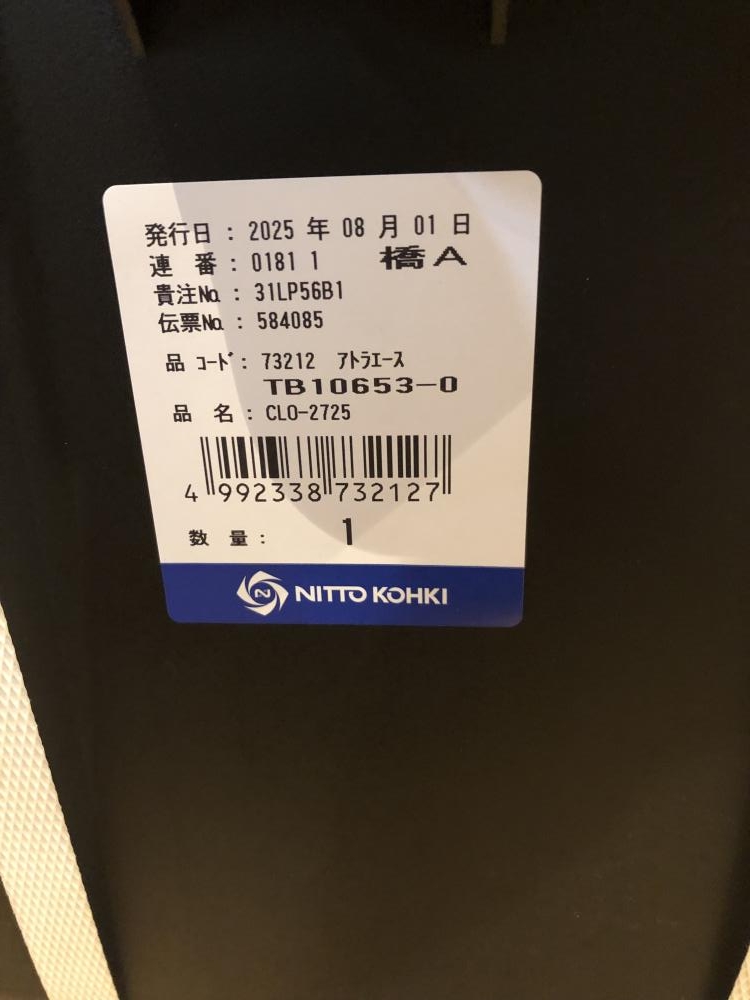 発行日 : 2025 年 08 月 01 日
連 番 : 0181 1 橋A
貴注No. : 31LP56B1
伝票No. : 584085
品 ｺｰﾄﾞ : 73212 ｱﾄﾗｴｰｽ
TB10653-0
品 名 : CLO-2725
4 992338 732127
数 量 : 1
NITTO KOHKI